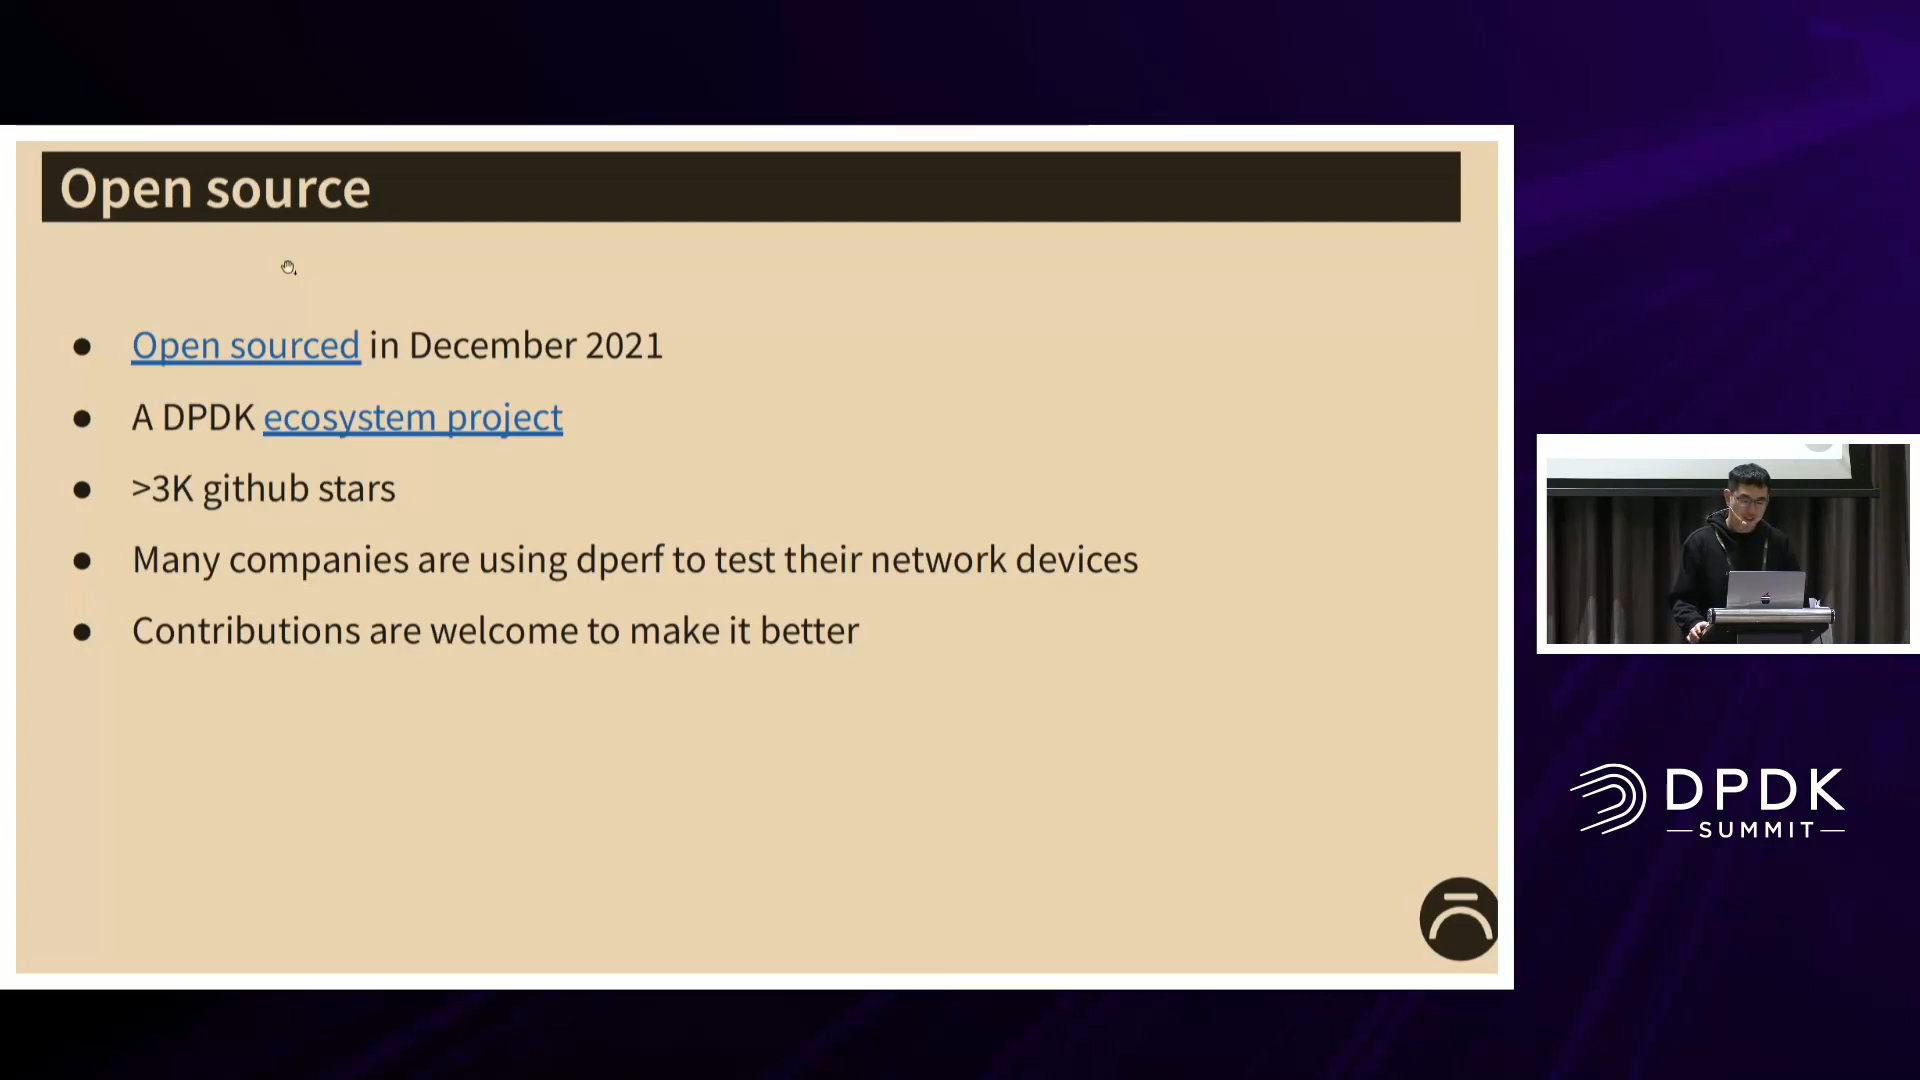 Open source
● Open sourced in December 2021
● A DPDK ecosystem project
● >3K github stars
● Many companies are using dperf to test their network devices
● Contributions are welcome to make it better
DPDK
SUMMIT